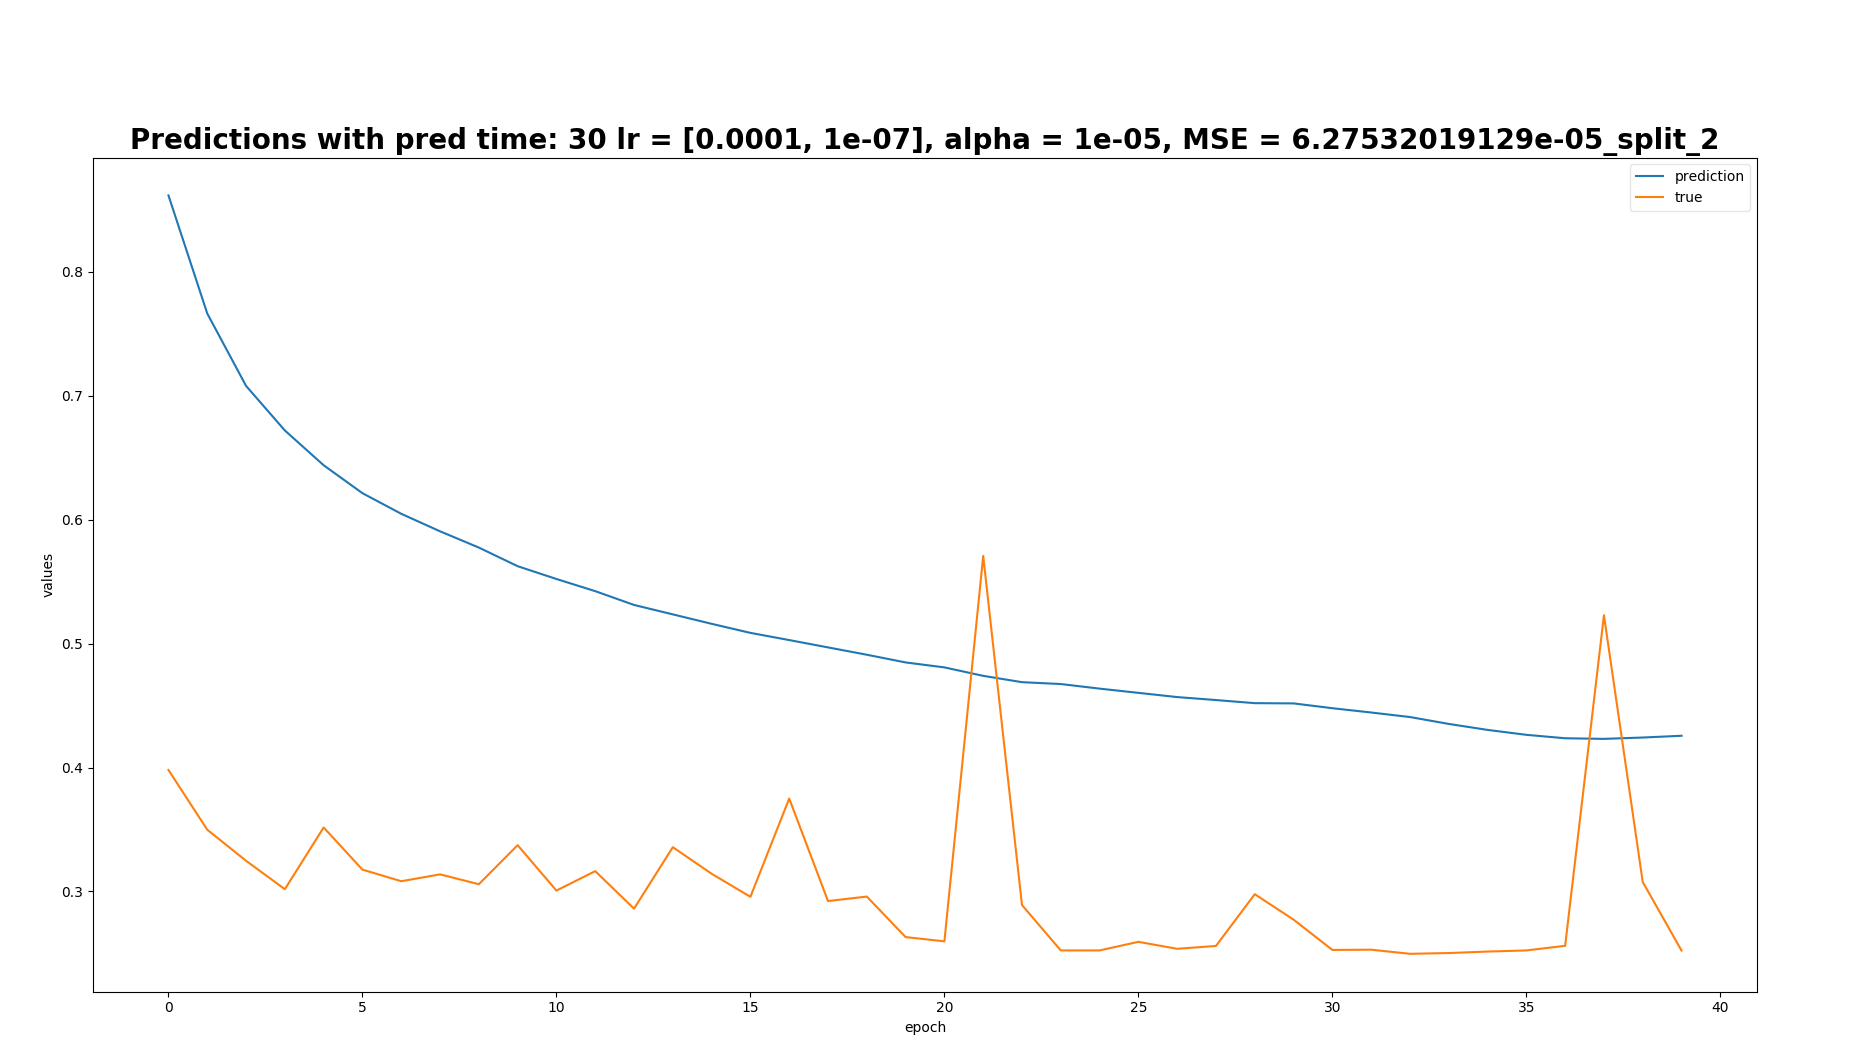 Predictions with pred time: 30 lr = [0.0001, 1e-07], alpha = 1e-05, MSE = 6.27532019129e-05_split_2
prediction
true
0.8
0.7
0.6
0.5
0.4
0.3
values
0 5 10 15 20 25 30 35 40
epoch